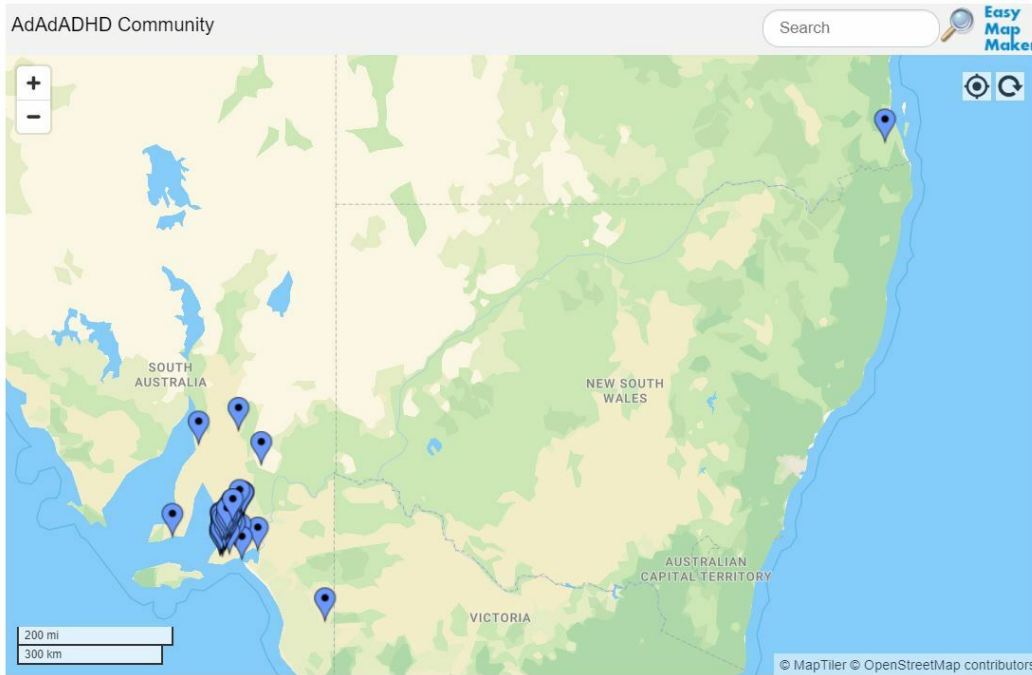 AdAdADHD Community
Search
Easy
Map
Maker
+
−
SOUTH
AUSTRALIA
NEW SOUTH
WALES
AUSTRALIAN
CAPITAL TERRITORY
VICTORIA
200 mi
300 km
© MapTiler © OpenStreetMap contributors